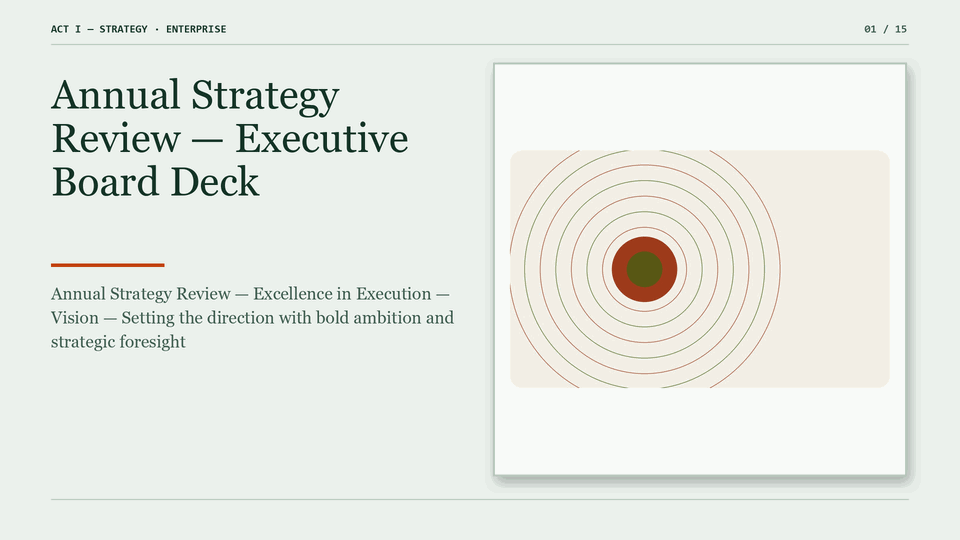 ACT I — STRATEGY · ENTERPRISE
01 / 15
Annual Strategy
Review — Executive
Board Deck
Annual Strategy Review — Excellence in Execution —
Vision — Setting the direction with bold ambition and
strategic foresight